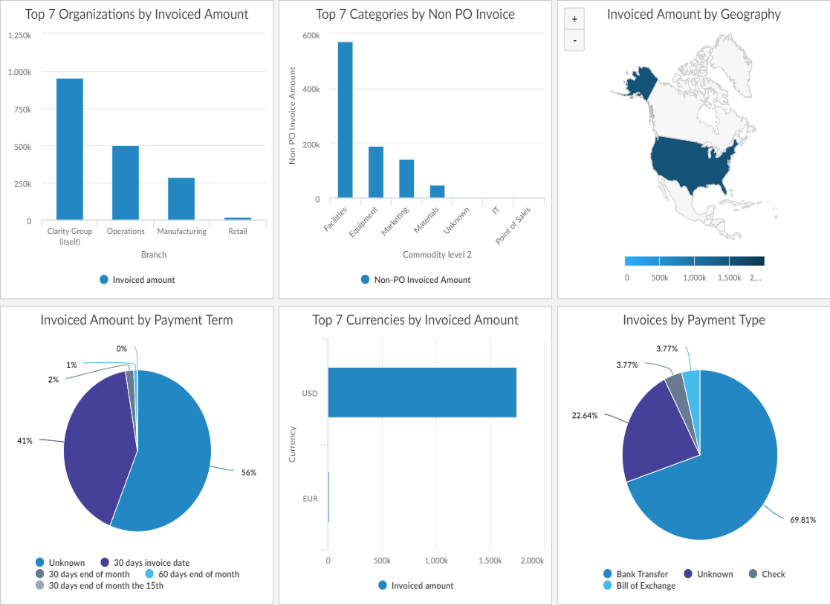 Top 7 Organizations by Invoiced Amount
1,250k
1,000k
750k
500k
250k
0
Clarity Group
(itself)
Operations
Manufacturing
Retail
Branch
Invoiced amount
Top 7 Categories by Non PO Invoice
Non PO Invoice Amount
600k
400k
200k
0
Facilities
Equipment
Marketing
Materials
Unknown
IT
Point of Sales
Commodity level 2
Non-PO Invoiced Amount
+
-
Invoiced Amount by Geography
0
500k
1,000k
1,500k
2,...
Invoiced Amount by Payment Term
0%
1%
2%
41%
56%
Unknown
30 days invoice date
30 days end of month
60 days end of month
30 days end of month the 15th
Top 7 Currencies by Invoiced Amount
Currency
USD
EUR
0
500k
1,000k
1,500k
2,000k
Invoiced amount
Invoices by Payment Type
3.77%
3.77%
22.64%
69.81%
Bank Transfer
Unknown
Check
Bill of Exchange